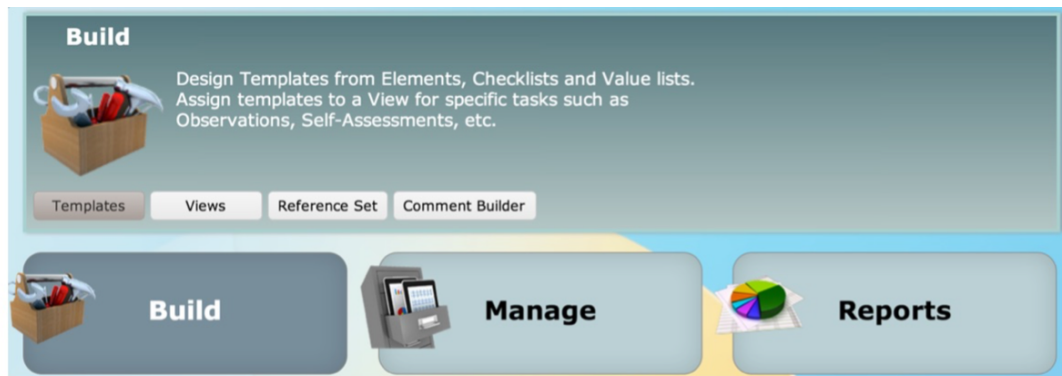 Build
Design Templates from Elements, Checklists and Value lists.
Assign templates to a View for specific tasks such as
Observations, Self-Assessments, etc.
Templates
Views
Reference Set
Comment Builder
Build
Manage
Reports